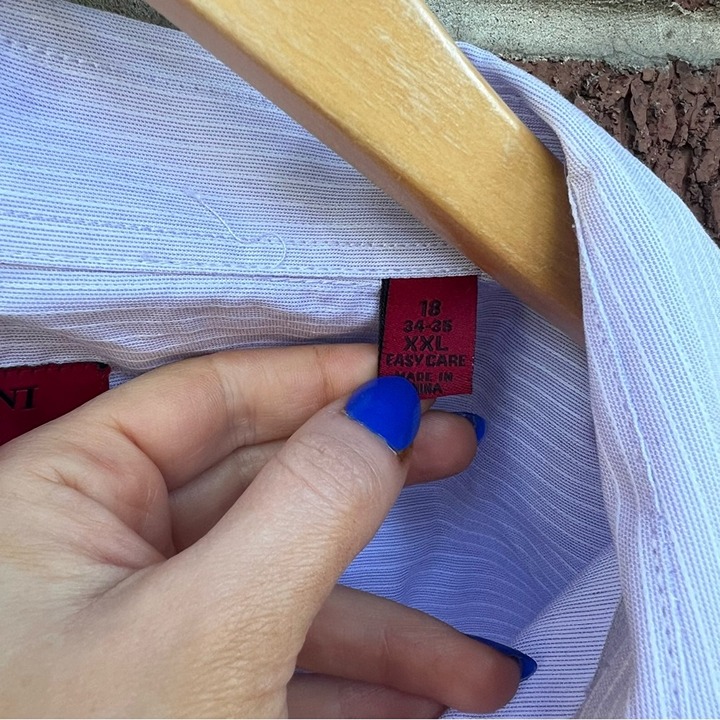 18
34-35
XXL
EASY CARE
MADE IN